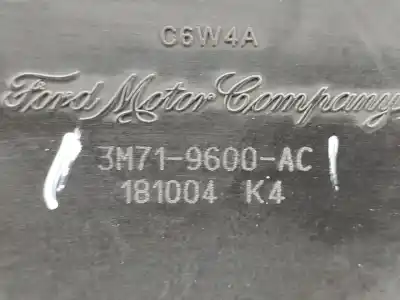 C6W4A
Ford Motor Company
3M71-9600-AC
181004 K4